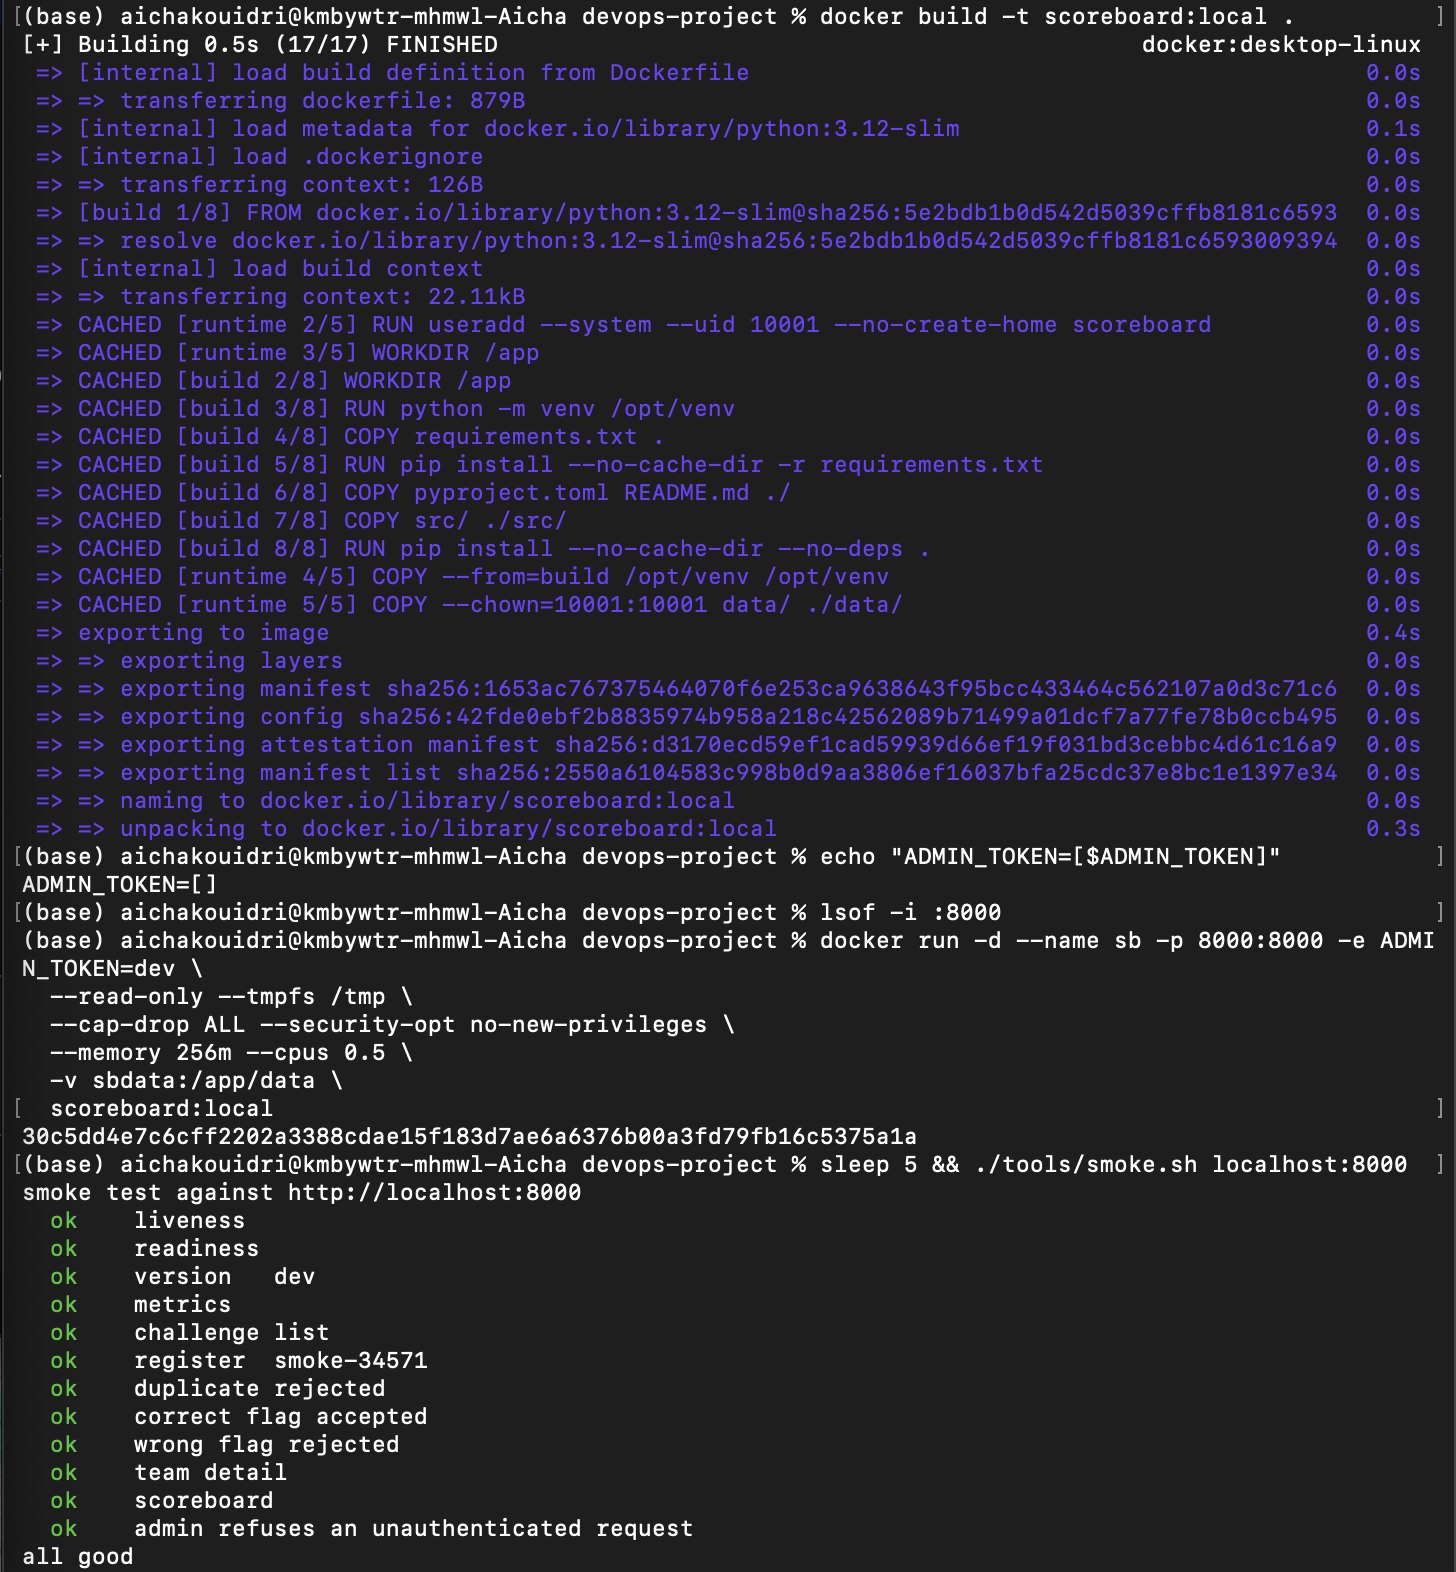 [(base) aichakouidri@kmbywtr-mhmwl-Aicha devops-project % docker build -t scoreboard:local . ]
[+] Building 0.5s (17/17) FINISHED docker:desktop-linux
=> [internal] load build definition from Dockerfile 0.0s
=> => transferring dockerfile: 879B 0.0s
=> [internal] load metadata for docker.io/library/python:3.12-slim 0.1s
=> [internal] load .dockerignore 0.0s
=> => transferring context: 126B 0.0s
=> [build 1/8] FROM docker.io/library/python:3.12-slim@sha256:5e2bdb1b0d542d5039cffb8181c6593 0.0s
=> => resolve docker.io/library/python:3.12-slim@sha256:5e2bdb1b0d542d5039cffb8181c6593009394 0.0s
=> [internal] load build context 0.0s
=> => transferring context: 22.11kB 0.0s
=> CACHED [runtime 2/5] RUN useradd --system --uid 10001 --no-create-home scoreboard 0.0s
=> CACHED [runtime 3/5] WORKDIR /app 0.0s
=> CACHED [build 2/8] WORKDIR /app 0.0s
=> CACHED [build 3/8] RUN python -m venv /opt/venv 0.0s
=> CACHED [build 4/8] COPY requirements.txt . 0.0s
=> CACHED [build 5/8] RUN pip install --no-cache-dir -r requirements.txt 0.0s
=> CACHED [build 6/8] COPY pyproject.toml README.md ./ 0.0s
=> CACHED [build 7/8] COPY src/ ./src/ 0.0s
=> CACHED [build 8/8] RUN pip install --no-cache-dir --no-deps . 0.0s
=> CACHED [runtime 4/5] COPY --from=build /opt/venv /opt/venv 0.0s
=> CACHED [runtime 5/5] COPY --chown=10001:10001 data/ ./data/ 0.0s
=> exporting to image 0.4s
=> => exporting layers 0.0s
=> => exporting manifest sha256:1653ac767375464070f6e253ca9638643f95bcc433464c562107a0d3c71c6 0.0s
=> => exporting config sha256:42fde0ebf2b8835974b958a218c42562089b71499a01dcf7a77fe78b0ccb495 0.0s
=> => exporting attestation manifest sha256:d3170ecd59ef1cad59939d66ef19f031bd3cebbc4d61c16a9 0.0s
=> => exporting manifest list sha256:2550a6104583c998b0d9aa3806ef16037bfa25cdc37e8bc1e1397e34 0.0s
=> => naming to docker.io/library/scoreboard:local 0.0s
=> => unpacking to docker.io/library/scoreboard:local 0.3s
[(base) aichakouidri@kmbywtr-mhmwl-Aicha devops-project % echo "ADMIN_TOKEN=[$ADMIN_TOKEN]" ]
ADMIN_TOKEN=[]
[(base) aichakouidri@kmbywtr-mhmwl-Aicha devops-project % lsof -i :8000 ]
(base) aichakouidri@kmbywtr-mhmwl-Aicha devops-project % docker run -d --name sb -p 8000:8000 -e ADMI
N_TOKEN=dev \
--read-only --tmpfs /tmp \
--cap-drop ALL --security-opt no-new-privileges \
--memory 256m --cpus 0.5 \
-v sbdata:/app/data \
[ scoreboard:local ]
30c5dd4e7c6cff2202a3388cdae15f183d7ae6a6376b00a3fd79fb16c5375a1a
[(base) aichakouidri@kmbywtr-mhmwl-Aicha devops-project % sleep 5 && ./tools/smoke.sh localhost:8000 ]
smoke test against http://localhost:8000
ok liveness
ok readiness
ok version dev
ok metrics
ok challenge list
ok register smoke-34571
ok duplicate rejected
ok correct flag accepted
ok wrong flag rejected
ok team detail
ok scoreboard
ok admin refuses an unauthenticated request
all good